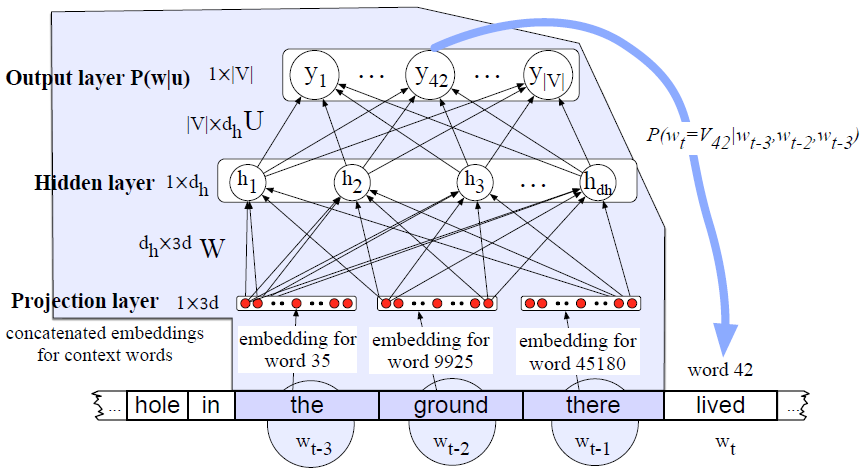 Output layer P(w|u) 1×|V| y1 ... y42 ... y|V|
|V|×dh U
P(wt=V42|wt-3,wt-2,wt-3)
Hidden layer 1×dh h1 h2 h3 ... hdh
dh×3d W
Projection layer 1×3d
concatenated embeddings
for context words
embedding for
word 35
embedding for
word 9925
embedding for
word 45180
word 42
... hole in the ground there lived ...
wt-3 wt-2 wt-1 wt